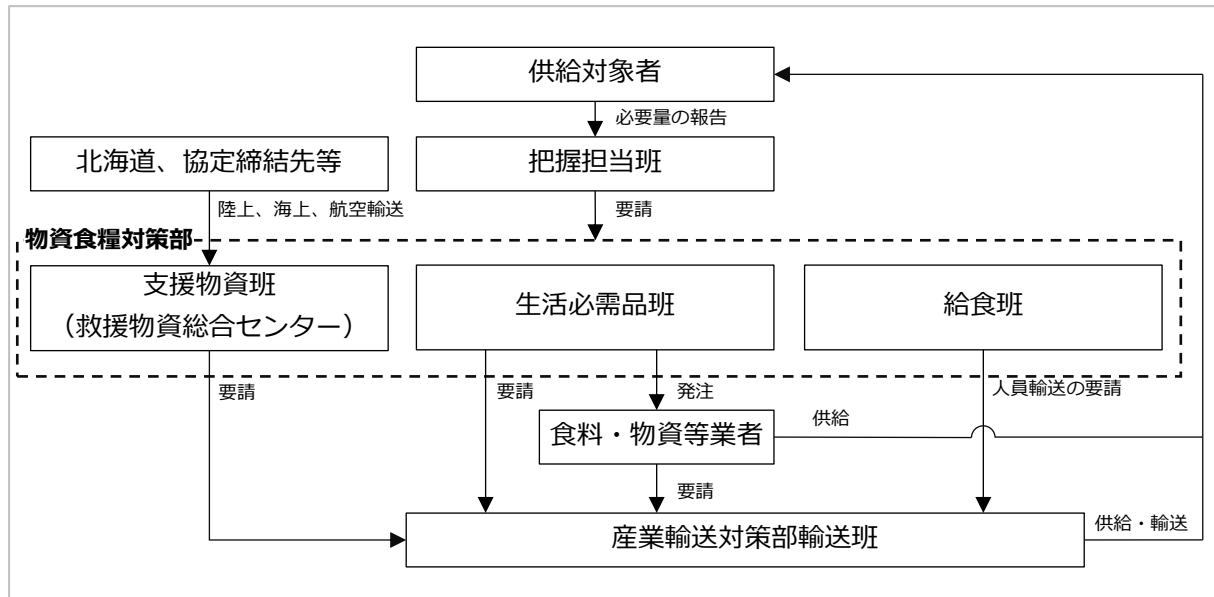 供給対象者
必要量の報告
北海道、協定締結先等
把握担当班
陸上、海上、航空輸送
要請
物資食糧対策部
支援物資班
（救援物資総合センター）
生活必需品班
給食班
要請
要請
発注
人員輸送の要請
食料・物資等業者
供給
要請
産業輸送対策部輸送班
供給・輸送